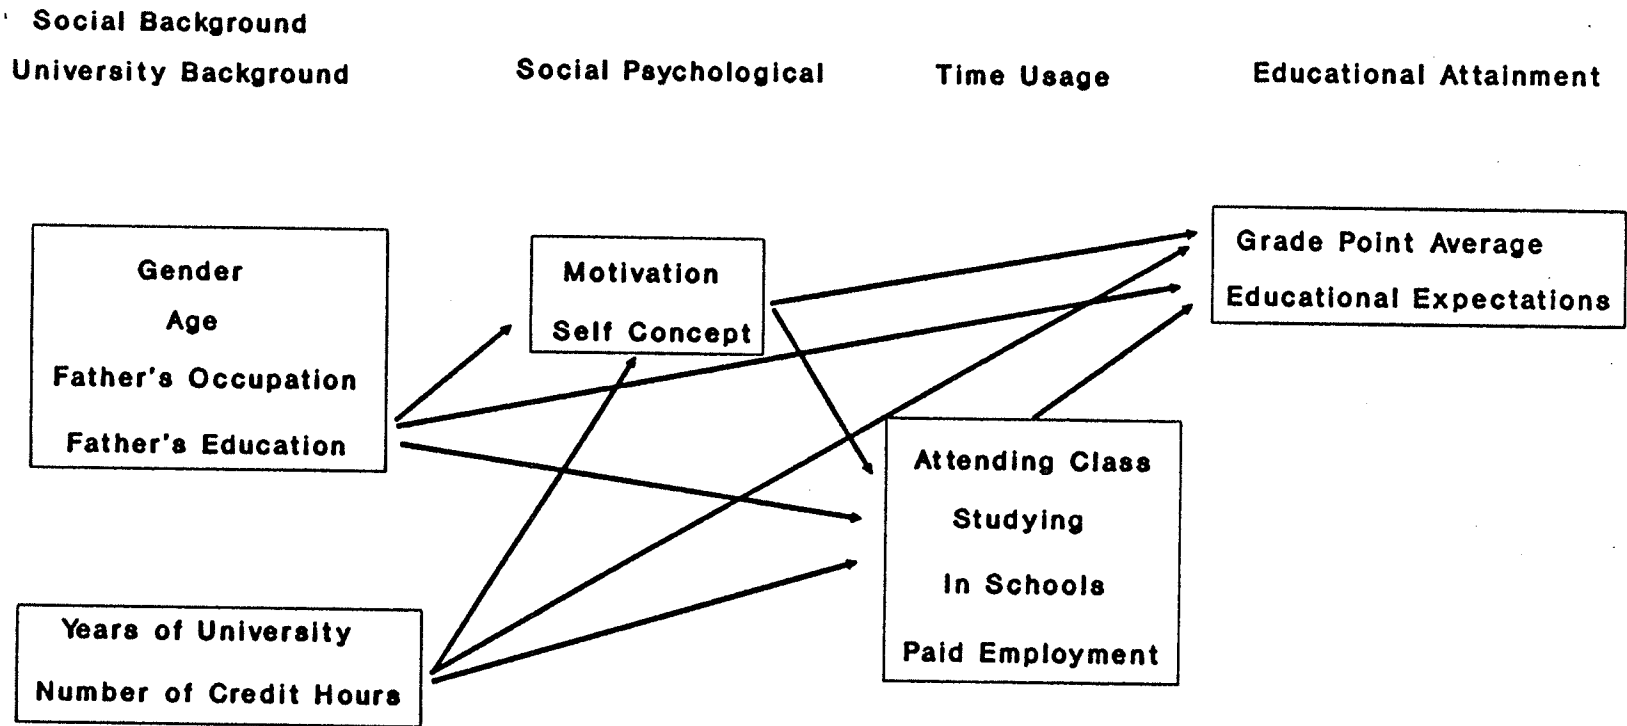 Social Background
University Background
Social Psychological
Time Usage
Educational Attainment
Gender
Age
Father's Occupation
Father's Education
Motivation
Self Concept
Grade Point Average
Educational Expectations
Attending Class
Studying
In Schools
Paid Employment
Years of University
Number of Credit Hours